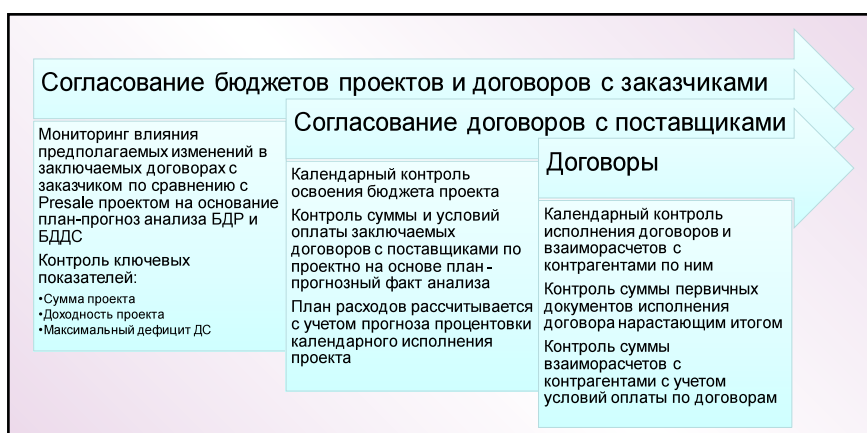 Согласование бюджетов проектов и договоров с заказчиками
Мониторинг влияния
предполагаемых изменений в
заключаемых договорах с
заказчиком по сравнению с
Presale проектом на основание
план-прогноз анализа БДР и
БДДС
Контроль ключевых
показателей:
•Сумма проекта
•Доходность проекта
•Максимальный дефицит ДС
Согласование договоров с поставщиками
Календарный контроль
освоения бюджета проекта
Контроль суммы и условий
оплаты заключаемых
договоров с поставщиками по
проектно на основе план -
прогнозный факт анализа
План расходов рассчитывается
с учетом прогноза процентовки
календарного исполнения
проекта
Договоры
Календарный контроль
исполнения договоров и
взаиморасчетов с
контрагентами по ним
Контроль суммы первичных
документов исполнения
договора нарастающим итогом
Контроль суммы
взаиморасчетов с
контрагентами с учетом
условий оплаты по договорам